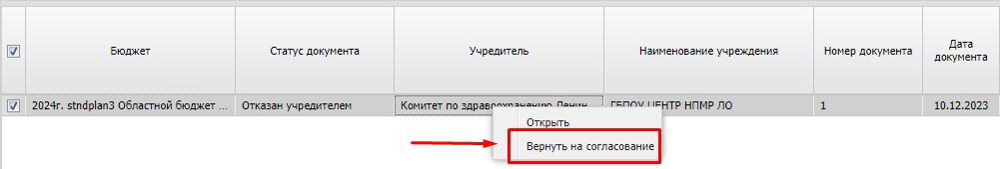 Бюджет
Статус документа
Учредитель
Наименование учреждения
Номер документа
Дата
документа
2024г. stndplan3 Областной бюджет ...
Отказан учредителем
Комитет по здравоохранению Ленин...
ГБПОУ ЦЕНТР НПМР ЛО
1
10.12.2023
Открыть
Вернуть на согласование